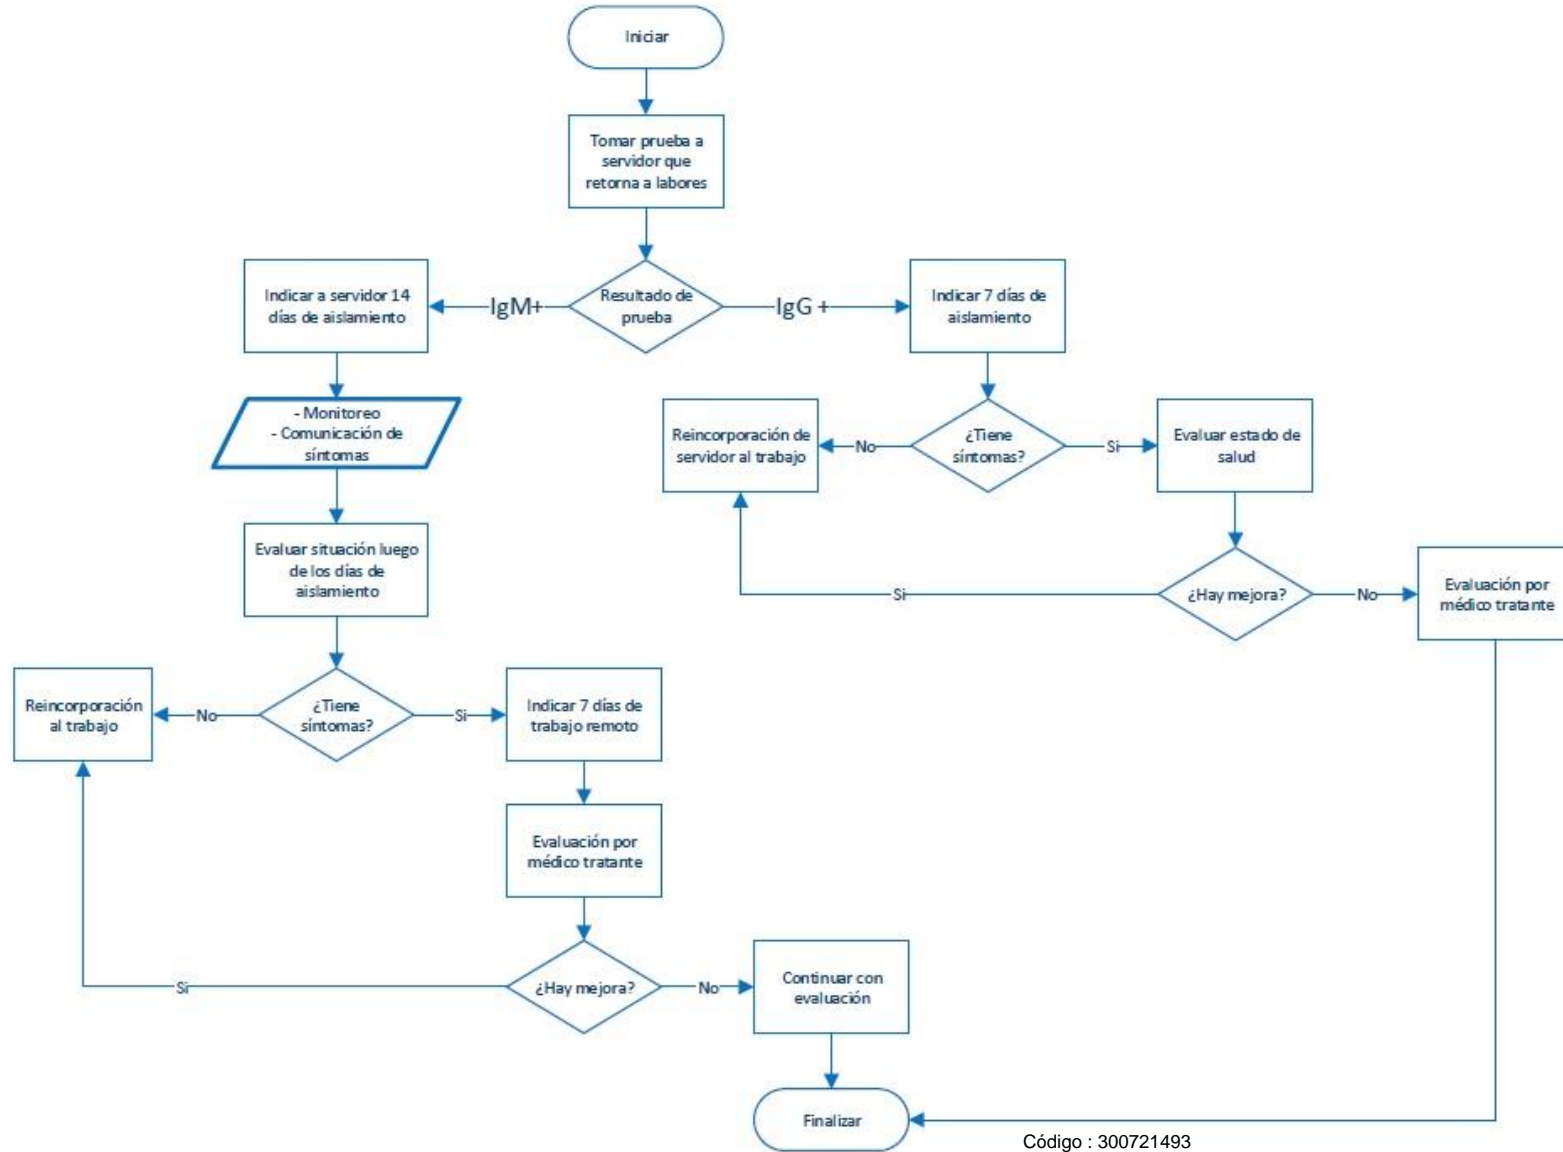 Iniciar
Tomar prueba a
servidor que
retorna a labores
Resultado de
prueba
IgM+
IgG +
Indicar a servidor 14
días de aislamiento
Indicar 7 días de
aislamiento
- Monitoreo
- Comunicación de
síntomas
Reincorporación de
servidor al trabajo
No
¿Tiene
síntomas?
Si
Evaluar estado de
salud
Evaluar situación luego
de los días de
aislamiento
Si
¿Hay mejora?
No
Evaluación por
médico tratante
Reincorporación
al trabajo
No
¿Tiene
síntomas?
Si
Indicar 7 días de
trabajo remoto
Evaluación por
médico tratante
Si
¿Hay mejora?
No
Continuar con
evaluación
Finalizar
Código : 300721493